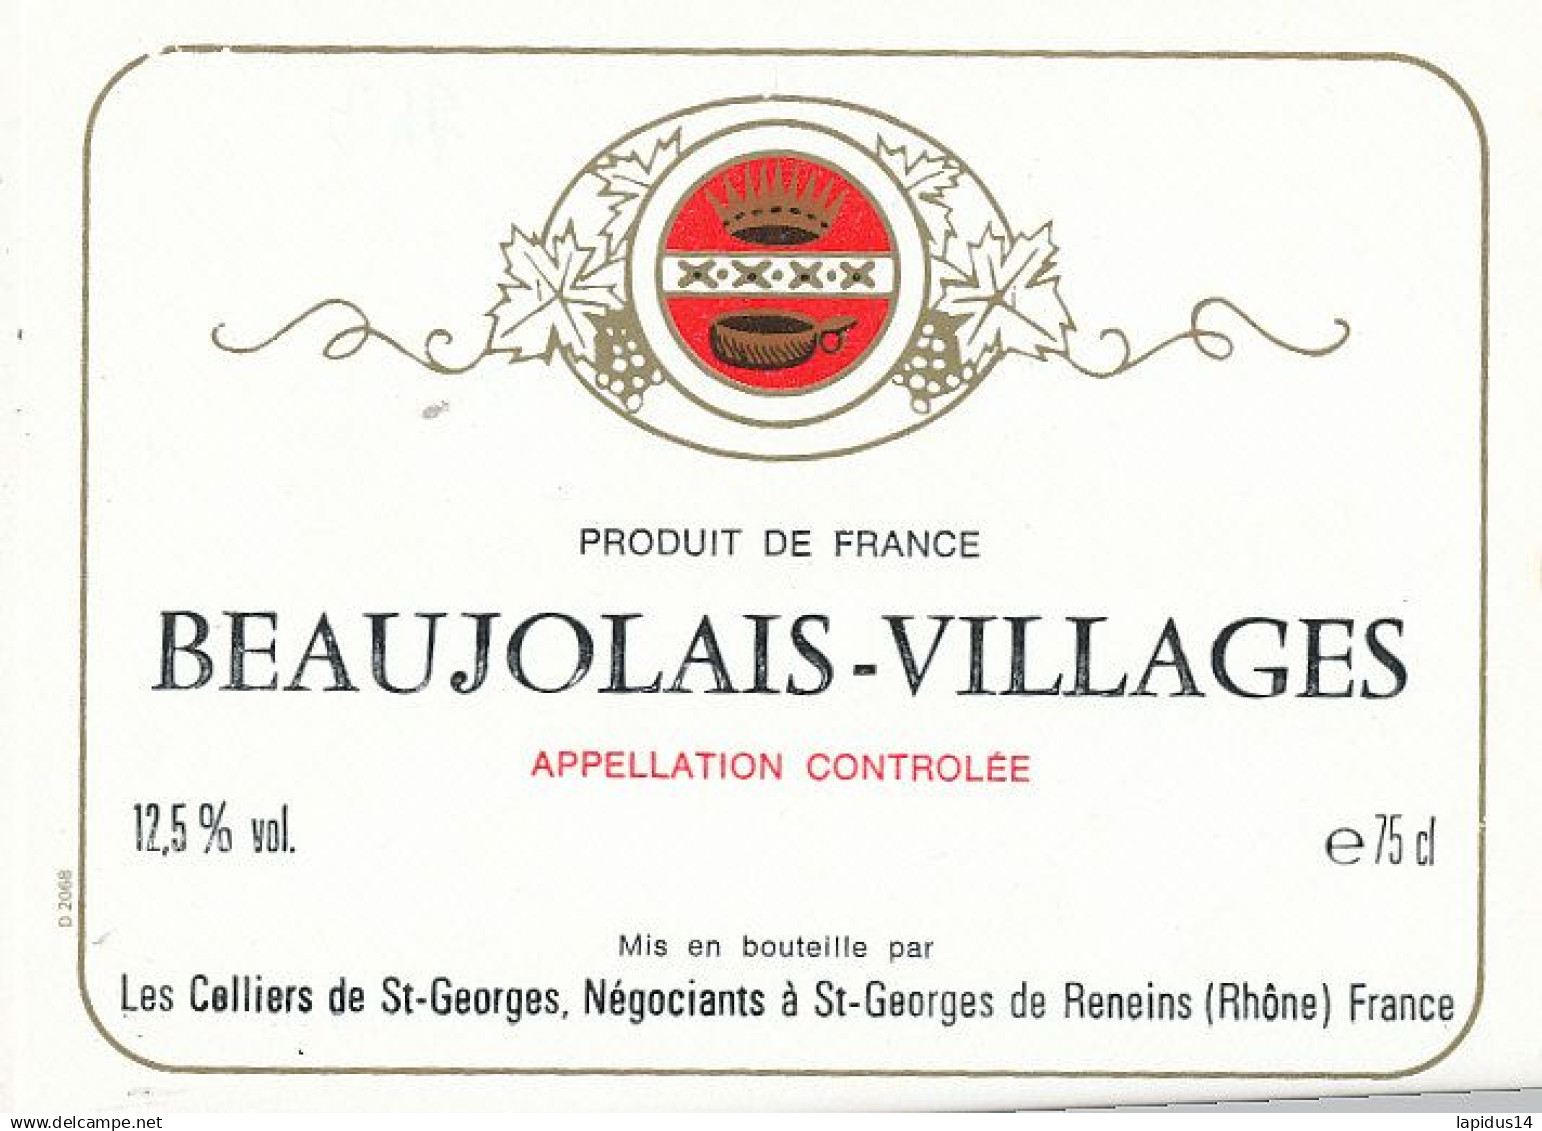 PRODUIT DE FRANCE
BEAUJOLAIS-VILLAGES
APPELLATION CONTROLÉE
12,5 % vol.
e 75 cl
D 2068
Mis en bouteille par
Les Celliers de St-Georges, Négociants à St-Georges de Reneins (Rhône) France
www.delcampe.net
lapidus14